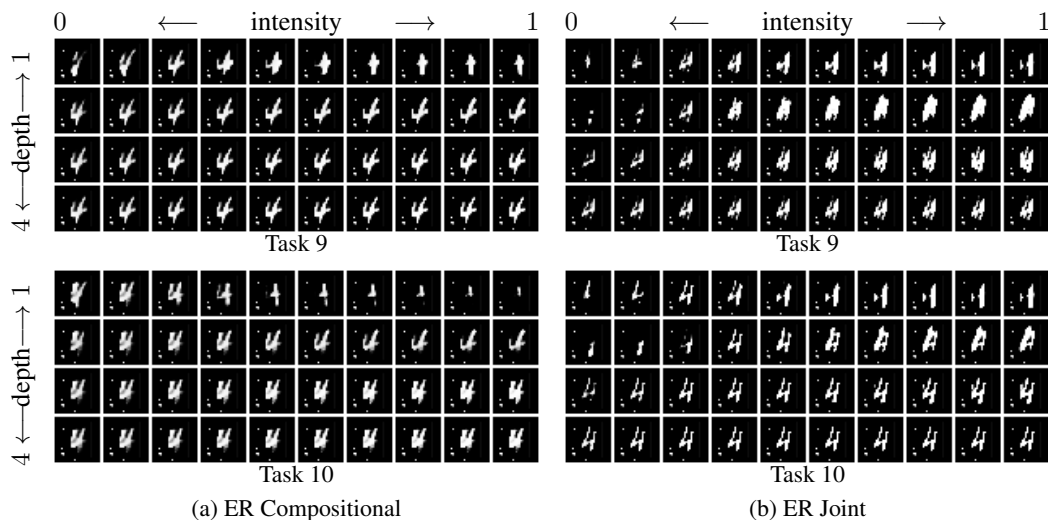 0 ⟵ intensity ⟶ 1
4 ⟵depth⟶ 1
Task 9
4 ⟵depth⟶ 1
Task 10
(a) ER Compositional
0 ⟵ intensity ⟶ 1
Task 9
Task 10
(b) ER Joint